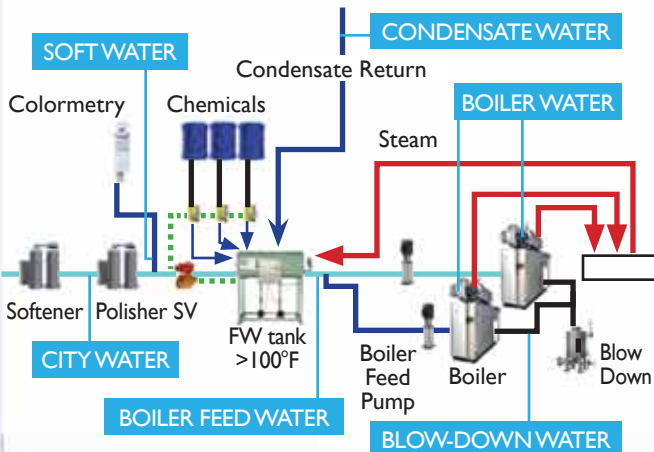 CONDENSATE WATER
SOFT WATER
Condensate Return
Colormetry
Chemicals
BOILER WATER
Steam
Softener
Polisher SV
FW tank
>100°F
Boiler
Feed
Pump
Boiler
Blow
Down
CITY WATER
BOILER FEED WATER
BLOW-DOWN WATER